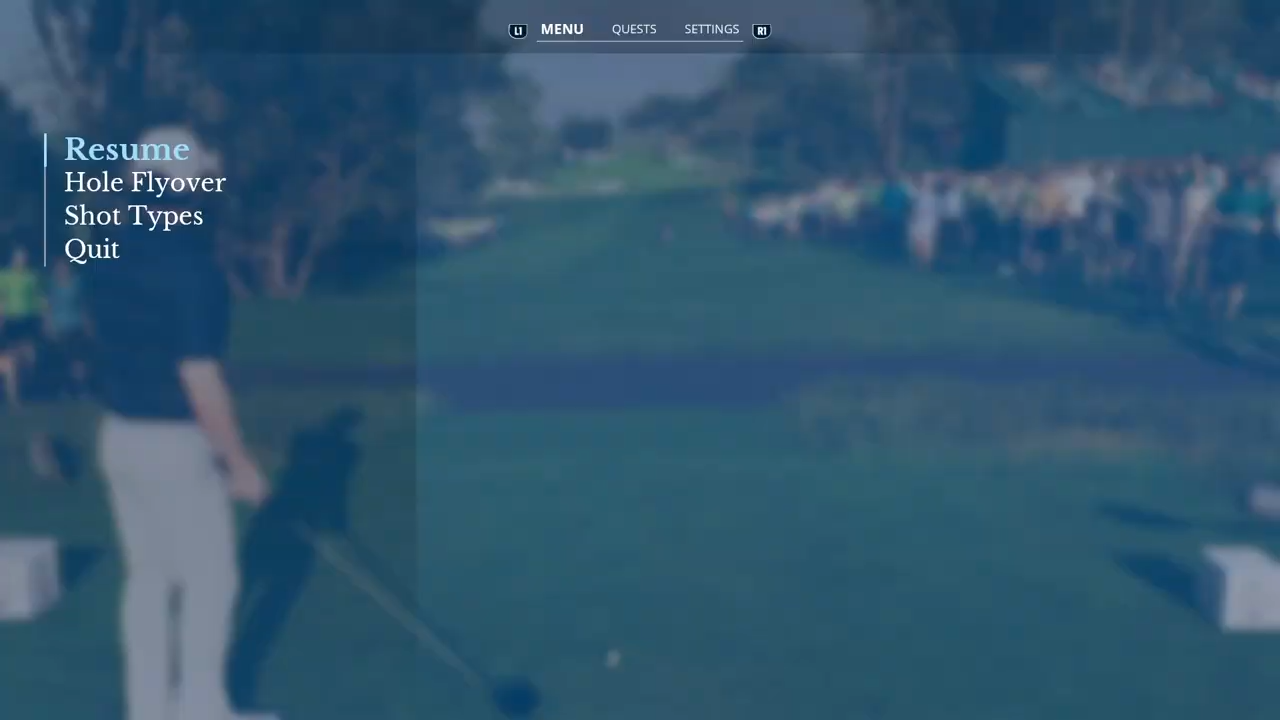 L1 MENU QUESTS SETTINGS R1
Resume
Hole Flyover
Shot Types
Quit